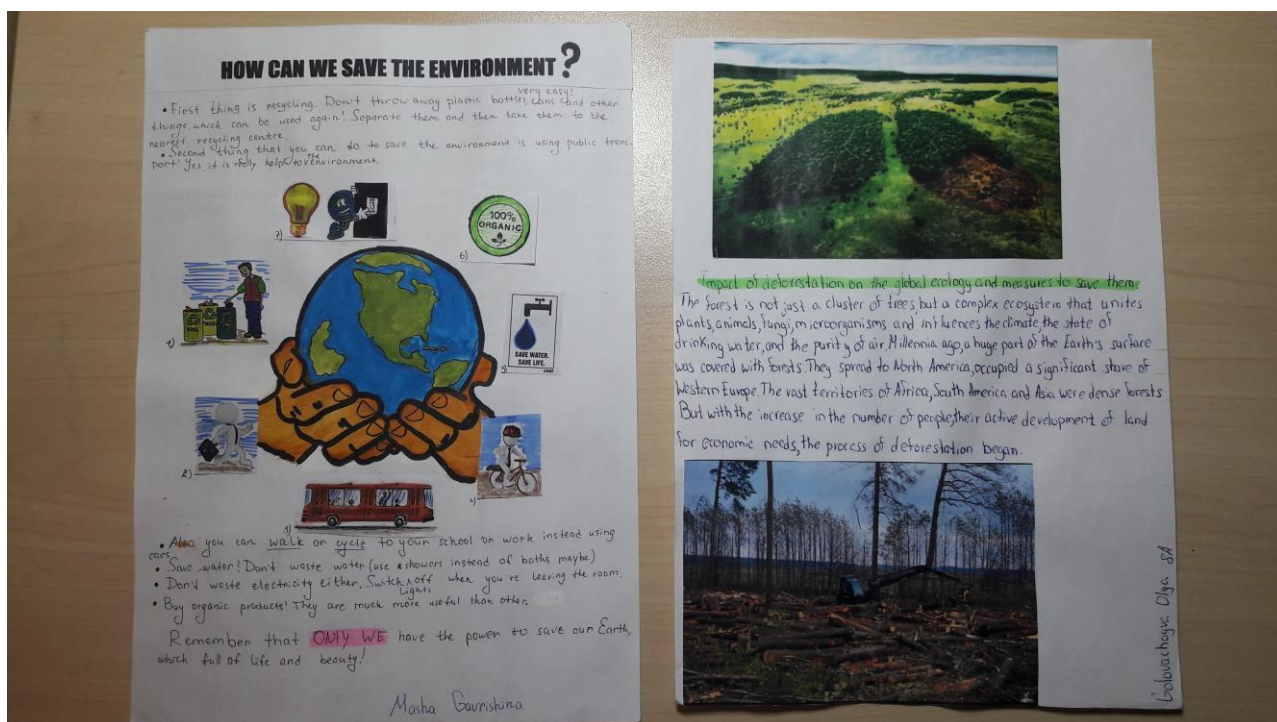 HOW CAN WE SAVE THE ENVIRONMENT?
very easy!
• First thing is recycling. Don't throw away plastic bottles, cans and other
things, which can be used again! Separate them and then take them to the
nearest recycling centre.
• Second thing that you can do to save the environment is using public trans-
port! Yes, it is really helps to the environment.
7)
100%
ORGANIC
6)
1)
SAVE WATER.
SAVE LIFE.
5)
2)
4)
3)
• Also you can walk or cycle to your school or work instead using
cars.
• Save water! Don't waste water (use showers instead of baths maybe)
• Don't waste electricity either. Switch off when you're leaving the room.
lights
• Buy organic products! They are much more useful than other.
Remember that ONLY WE have the power to save our Earth,
which full of life and beauty!
Masha Gavrishina
Impact of deforestation on the global ecology and measures to save them.
The forest is not just a cluster of trees, but a complex ecosystem that unites
plants, animals, fungi, microorganisms and influences the climate, the state of
drinking water, and the purity of air. Millennia ago, a huge part of the Earth's surface
was covered with forests. They spread to North America, occupied a significant share of
Western Europe. The vast territories of Africa, South America and Asia were dense forests
But with the increase in the number of people, their active development of land
for economic needs, the process of deforestation began.
Golovachoyva Olga 8A